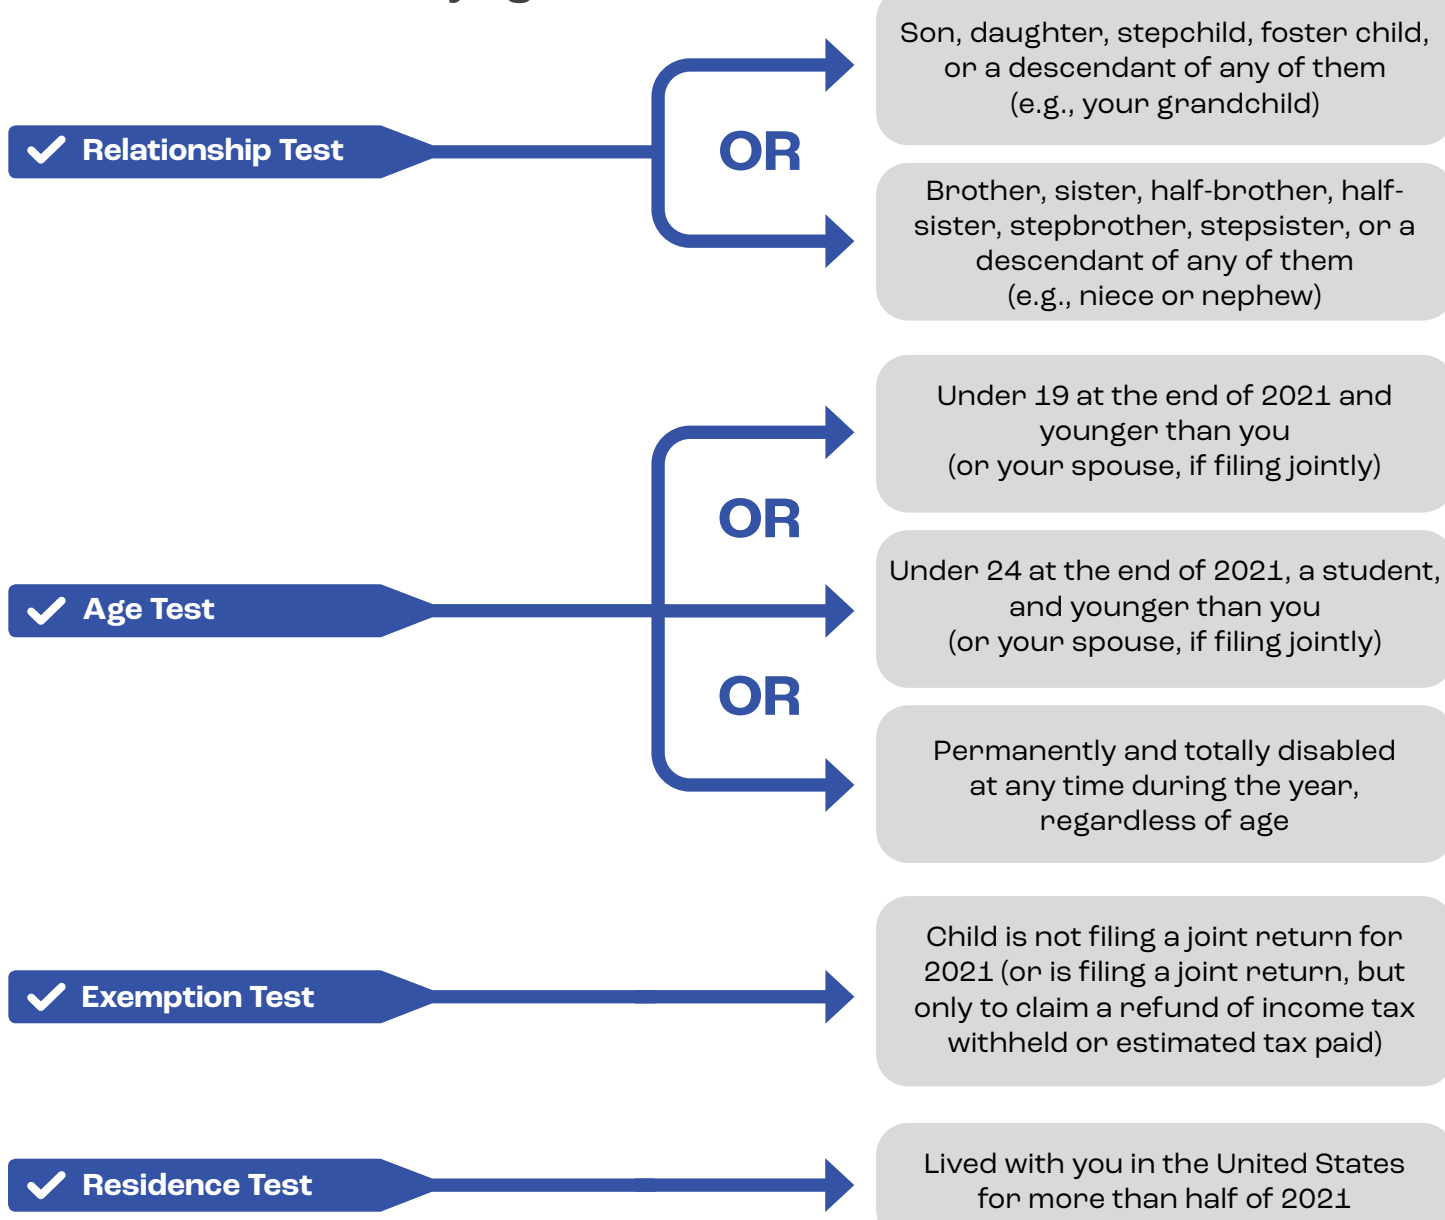 Relationship Test
OR
Son, daughter, stepchild, foster child,
or a descendant of any of them
(e.g., your grandchild)
Brother, sister, half-brother, half-
sister, stepbrother, stepsister, or a
descendant of any of them
(e.g., niece or nephew)
Age Test
OR
OR
Under 19 at the end of 2021 and
younger than you
(or your spouse, if filing jointly)
Under 24 at the end of 2021, a student,
and younger than you
(or your spouse, if filing jointly)
Permanently and totally disabled
at any time during the year,
regardless of age
Exemption Test
Child is not filing a joint return for
2021 (or is filing a joint return, but
only to claim a refund of income tax
withheld or estimated tax paid)
Residence Test
Lived with you in the United States
for more than half of 2021